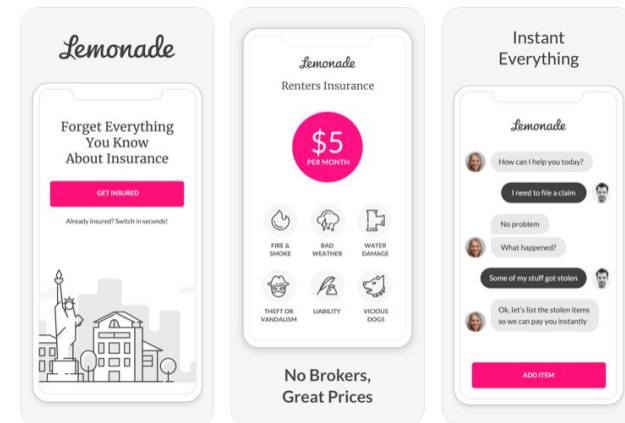 Lemonade
Forget Everything
You Know
About Insurance
GET INSURED
Already insured? Switch in seconds!
Lemonade
Renters Insurance
$5
PER MONTH
FIRE &
SMOKE
BAD
WEATHER
WATER
DAMAGE
THEFT OR
VANDALISM
LIABILITY
VICIOUS
DOGS
No Brokers,
Great Prices
Instant
Everything
Lemonade
How can I help you today?
I need to file a claim
No problem
What happened?
Some of my stuff got stolen
Ok, let's list the stolen items
so we can pay you instantly
ADD ITEM